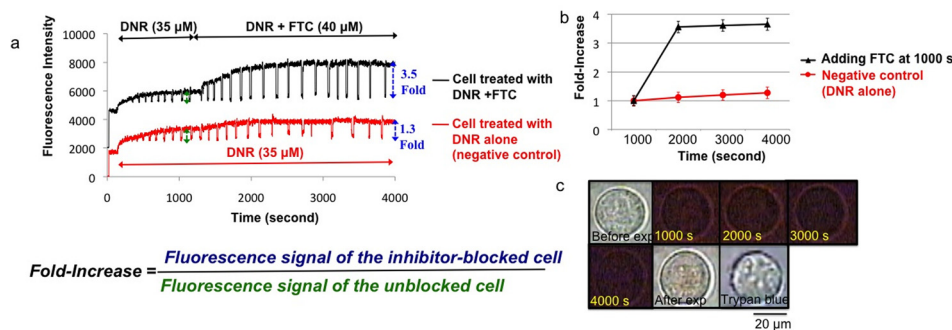 a
DNR (35 µM)
DNR + FTC (40 µM)
Fluorescence Intensity
10000
8000
6000
4000
2000
0
0
1000
2000
3000
4000
Time (second)
3.5
Fold
1.3
Fold
DNR (35 µM)
Cell treated with
DNR +FTC
Cell treated with
DNR alone
(negative control)
Fold-Increase =
Fluorescence signal of the inhibitor-blocked cell
Fluorescence signal of the unblocked cell
b
Fold-Increase
4
3
2
1
0
0
1000
2000
3000
4000
Time (second)
Adding FTC at 1000 s
Negative control
(DNR alone)
c
Before exp
1000 s
2000 s
3000 s
4000 s
After exp
Trypan blue
20 µm